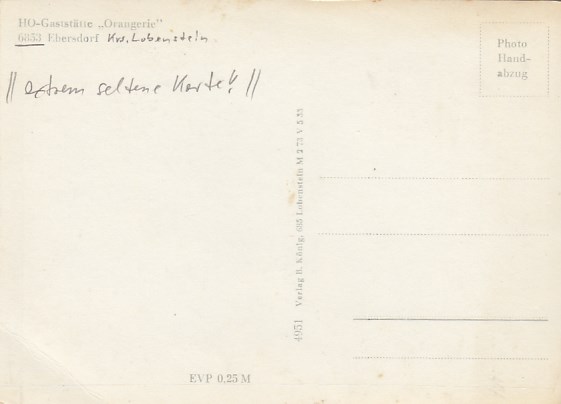 HO-Gaststätte „Orangerie"
6853 Ebersdorf Krs. Lobenstein
|| extrem seltene Karte! ||
Photo
Hand-
abzug
4951 Verlag R. König, 685 Lobenstein M 2 73 V 5 35
EVP 0,25 M